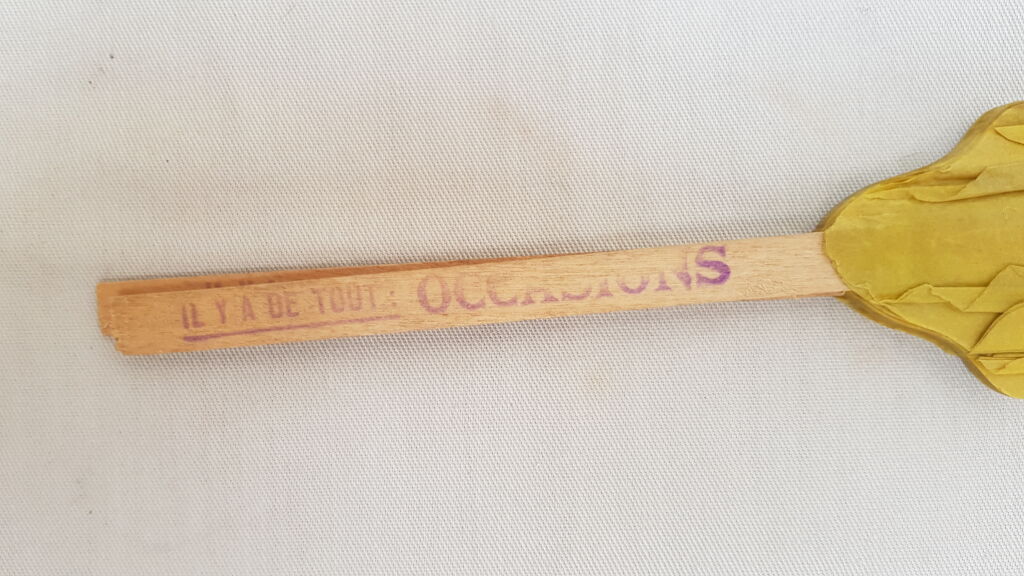 IL Y A DE TOUT : OCCASIONS